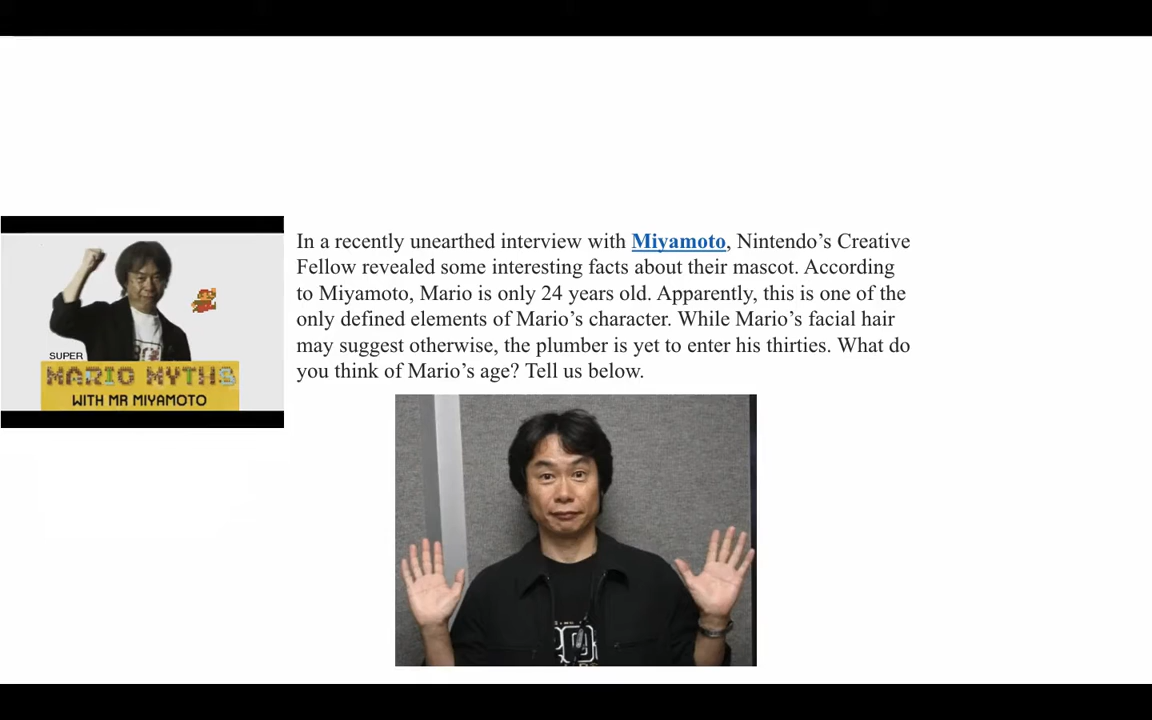 In a recently unearthed interview with Miyamoto, Nintendo’s Creative
Fellow revealed some interesting facts about their mascot. According
to Miyamoto, Mario is only 24 years old. Apparently, this is one of the
only defined elements of Mario’s character. While Mario’s facial hair
may suggest otherwise, the plumber is yet to enter his thirties. What do
you think of Mario’s age? Tell us below.
SUPER
MARIO MYTHS
WITH MR MIYAMOTO